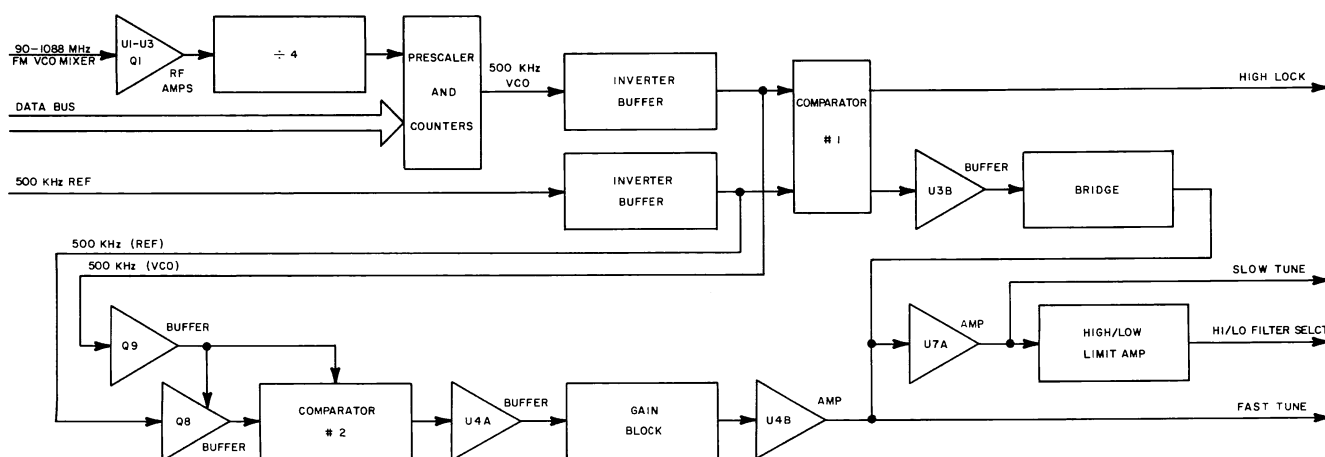 90-1088 MHz
FM VCO MIXER
U1-U3
Q1
RF
AMPS
÷ 4
PRESCALER
AND
COUNTERS
DATA BUS
500 KHz
VCO
INVERTER
BUFFER
COMPARATOR
# 1
HIGH LOCK
500 KHz REF
INVERTER
BUFFER
U3B
BUFFER
BRIDGE
500 KHz (REF)
500 KHz (VCO)
SLOW TUNE
Q9
BUFFER
U7A
AMP
HIGH/LOW
LIMIT AMP
HI/LO FILTER SELCT
Q8
BUFFER
COMPARATOR
# 2
U4A
BUFFER
GAIN
BLOCK
U4B
AMP
FAST TUNE